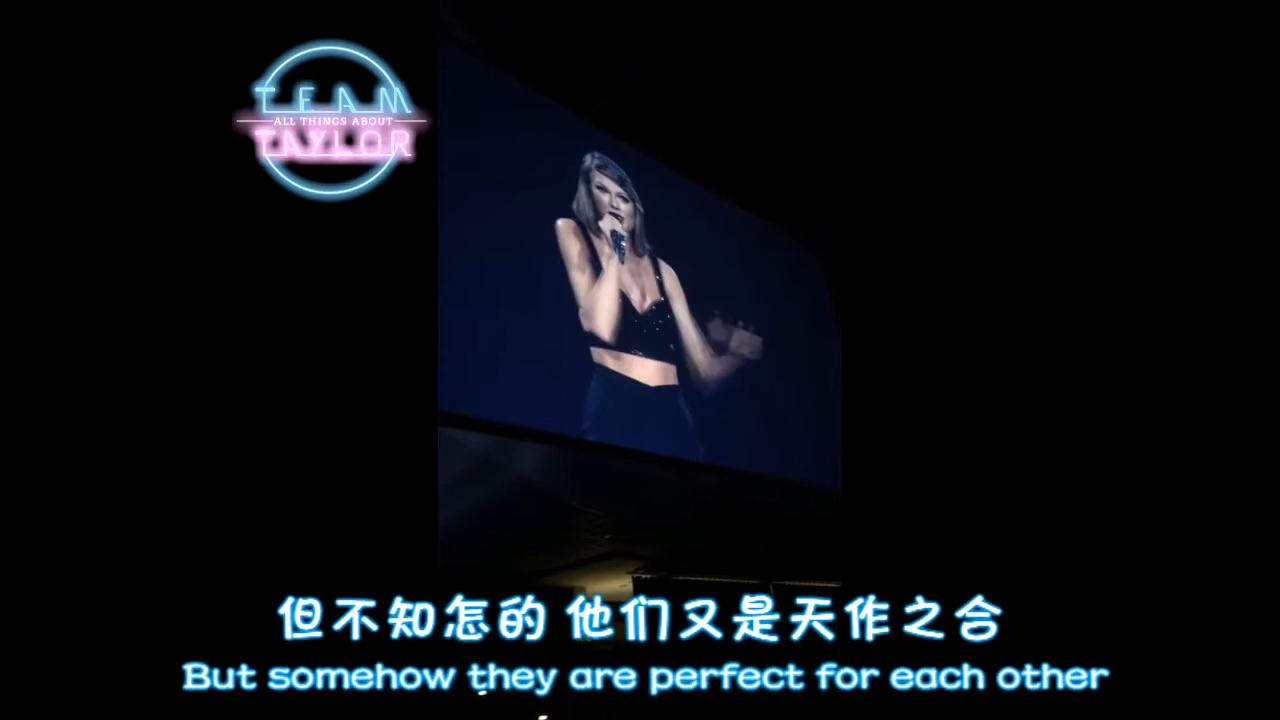 TEAM
ALL THINGS ABOUT
TAYLOR
但不知怎的 他们又是天作之合
But somehow they are perfect for each other